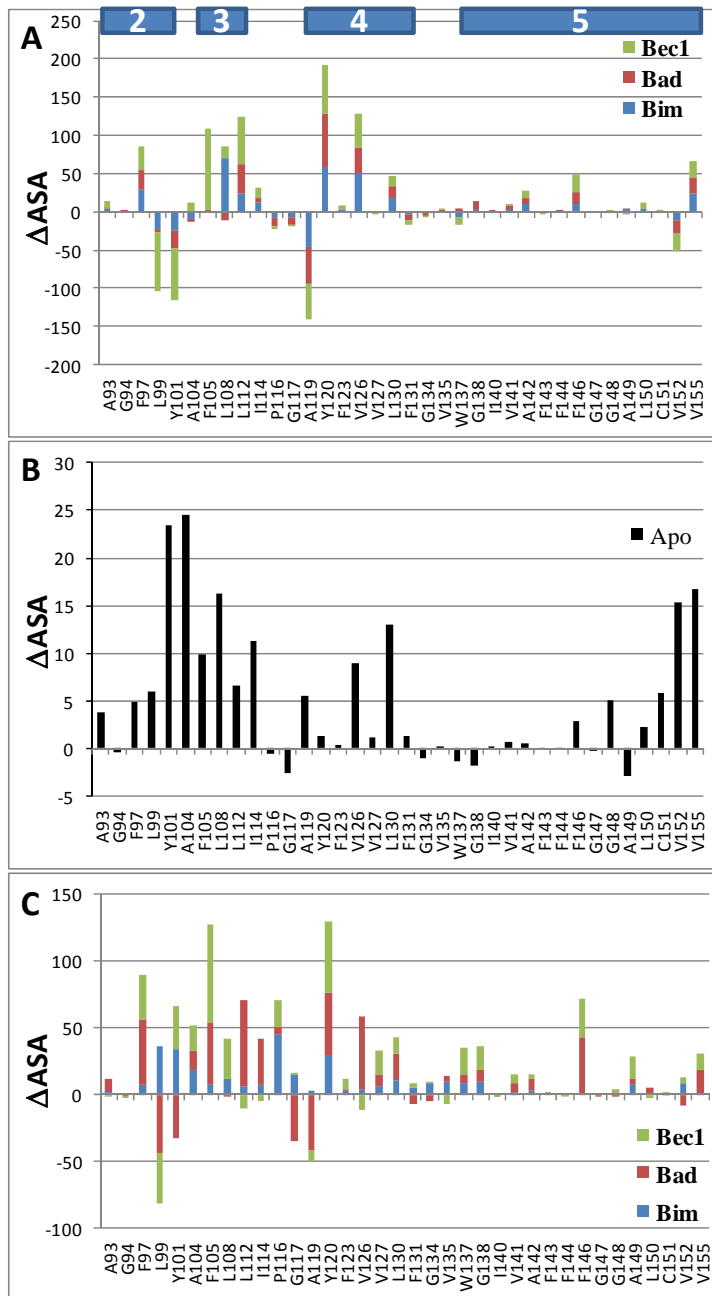 2 3 4 5
A
250
200
150
100
50
0
-50
-100
-150
-200
ΔASA
Bec1
Bad
Bim
A93 G94 F97 L99 Y101 A104 F105 L108 L112 I114 P116 G117 A119 Y120 F123 V126 V127 L130 F131 G134 V135 W137 G138 I140 V141 A142 F143 F144 F146 G147 G148 A149 L150 C151 V152 V155
B
30
25
20
15
10
5
0
-5
ΔASA
Apo
A93 G94 F97 L99 Y101 A104 F105 L108 L112 I114 P116 G117 A119 Y120 F123 V126 V127 L130 F131 G134 V135 W137 G138 I140 V141 A142 F143 F144 F146 G147 G148 A149 L150 C151 V152 V155
C
150
100
50
0
-50
-100
ΔASA
Bec1
Bad
Bim
A93 G94 F97 L99 Y101 A104 F105 L108 L112 I114 P116 G117 A119 Y120 F123 V126 V127 L130 F131 G134 V135 W137 G138 I140 V141 A142 F143 F144 F146 G147 G148 A149 L150 C151 V152 V155